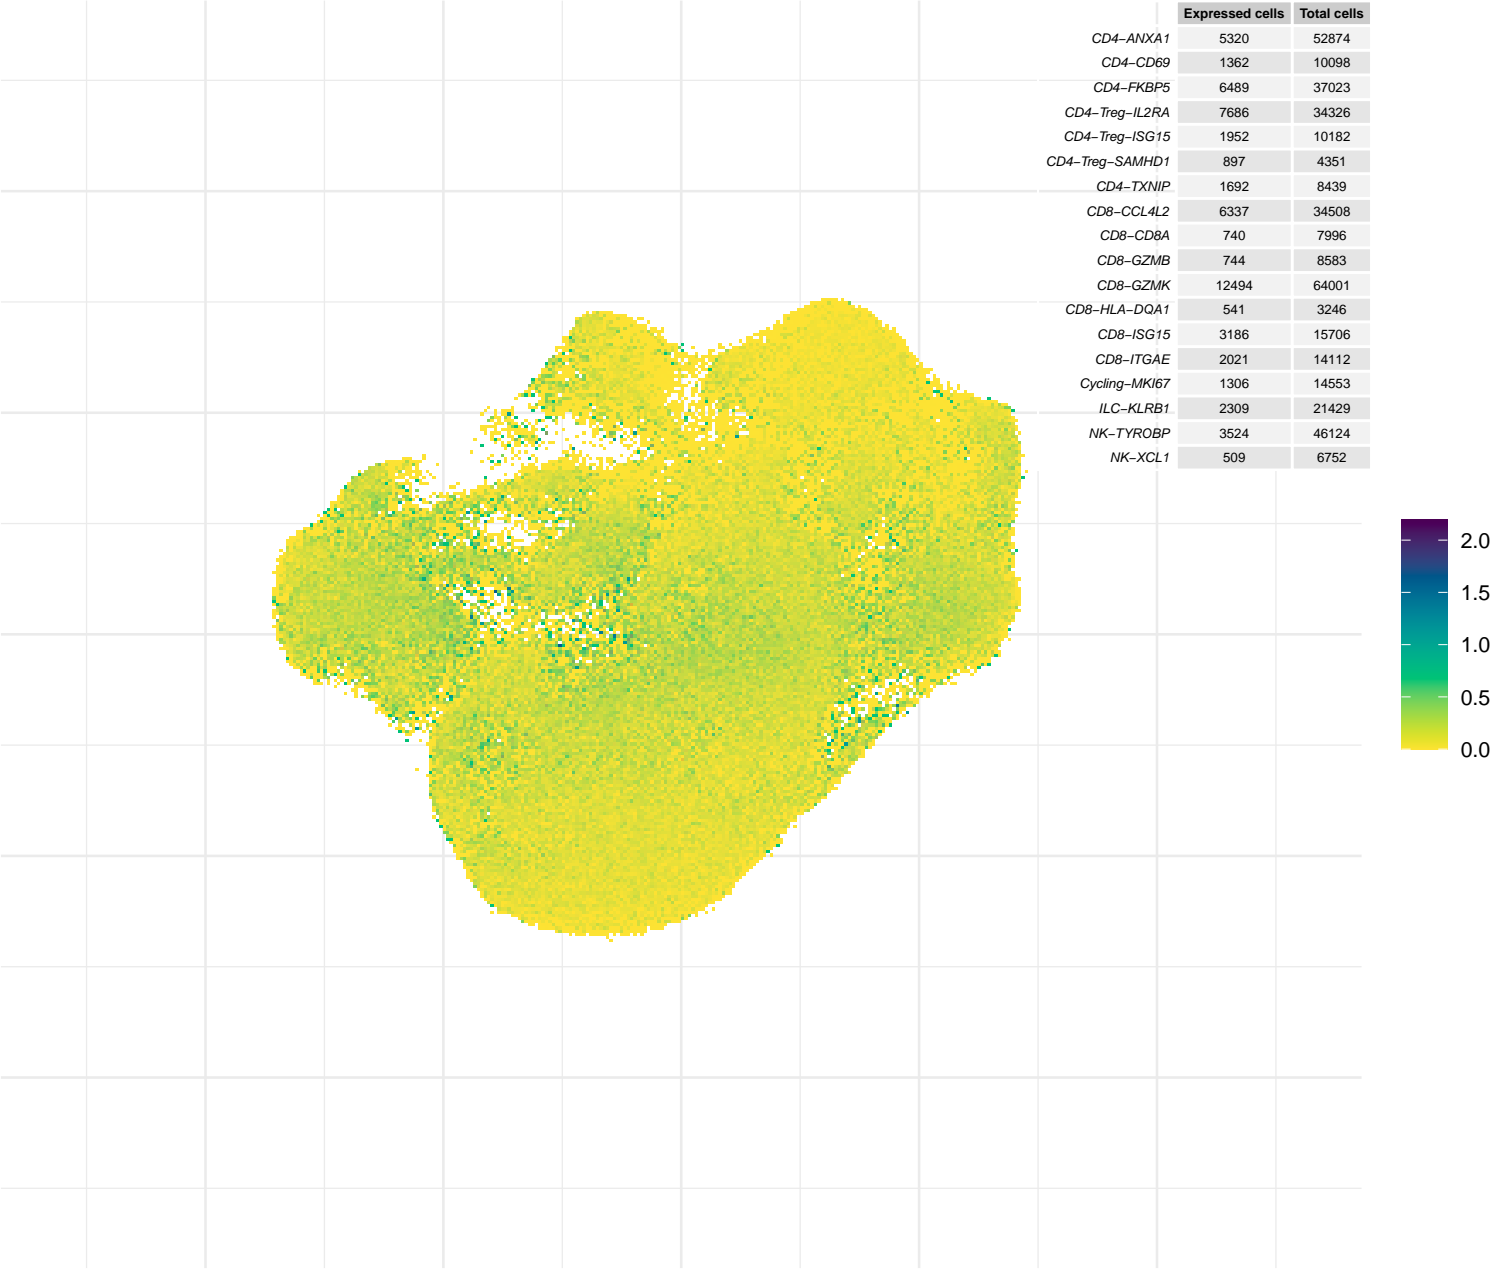 Expressed cells Total cells
CD4−ANXA1 5320 52874
CD4−CD69 1362 10098
CD4−FKBP5 6489 37023
CD4−Treg−IL2RA 7686 34326
CD4−Treg−ISG15 1952 10182
CD4−Treg−SAMHD1 897 4351
CD4−TXNIP 1692 8439
CD8−CCL4L2 6337 34508
CD8−CD8A 740 7996
CD8−GZMB 744 8583
CD8−GZMK 12494 64001
CD8−HLA−DQA1 541 3246
CD8−ISG15 3186 15706
CD8−ITGAE 2021 14112
Cycling−MKI67 1306 14553
ILC−KLRB1 2309 21429
NK−TYROBP 3524 46124
NK−XCL1 509 6752
2.0
1.5
1.0
0.5
0.0